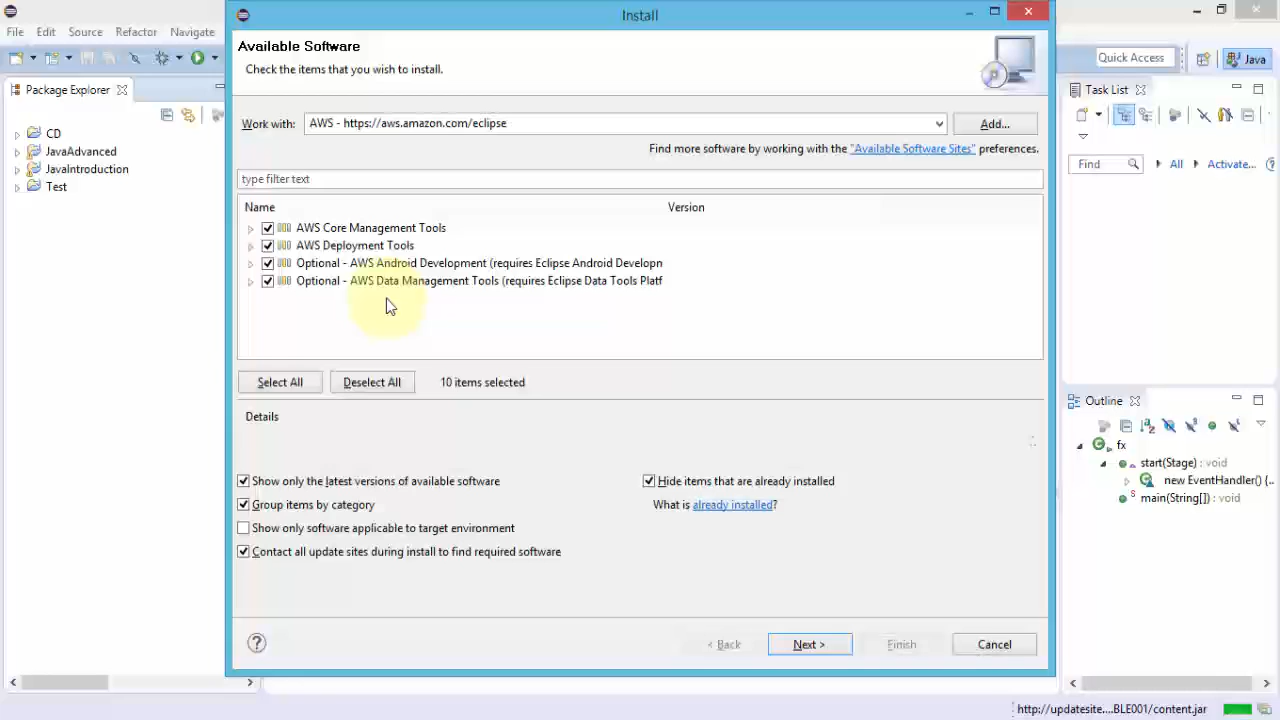 Install
File Edit Source Refactor Navigate
Available Software
Check the items that you wish to install.
Quick Access
Java
Package Explorer
Task List
Work with: AWS - https://aws.amazon.com/eclipse
Add...
CD
JavaAdvanced
JavaIntroduction
Test
Find more software by working with the "Available Software Sites" preferences.
Find
All
Activate...
type filter text
Name Version
AWS Core Management Tools
AWS Deployment Tools
Optional - AWS Android Development (requires Eclipse Android Developn
Optional - AWS Data Management Tools (requires Eclipse Data Tools Platf
Select All Deselect All 10 items selected
Outline
Details
fx
start(Stage) : void
new EventHandler() {..
main(String[]) : void
Show only the latest versions of available software
Hide items that are already installed
Group items by category
What is already installed?
Show only software applicable to target environment
Contact all update sites during install to find required software
< Back Next > Finish Cancel
http://updatesite....BLE001/content.jar